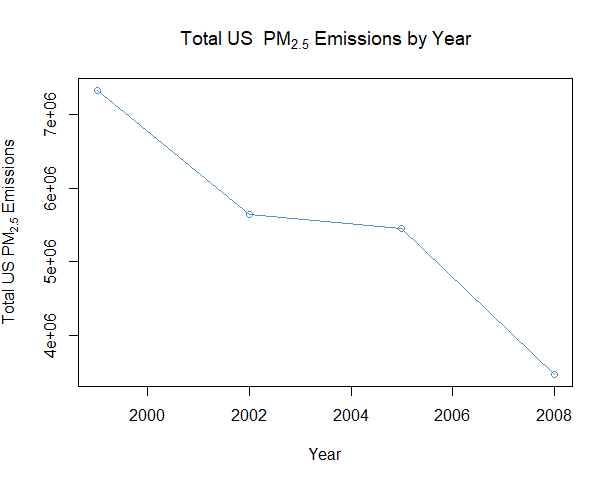 Total US PM2.5 Emissions by Year
Total US PM2.5 Emissions
7e+06
6e+06
5e+06
4e+06
2000 2002 2004 2006 2008
Year